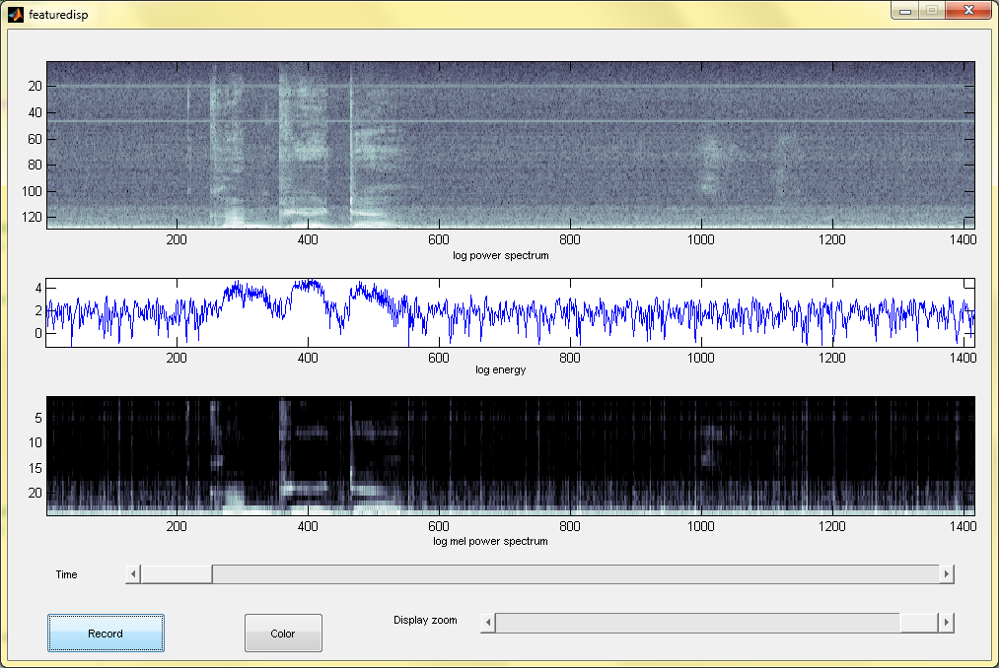 featuredisp
20
40
60
80
100
120
200 400 600 800 1000 1200 1400
log power spectrum
4
2
0
200 400 600 800 1000 1200 1400
log energy
5
10
15
20
200 400 600 800 1000 1200 1400
log mel power spectrum
Time
Record Color Display zoom